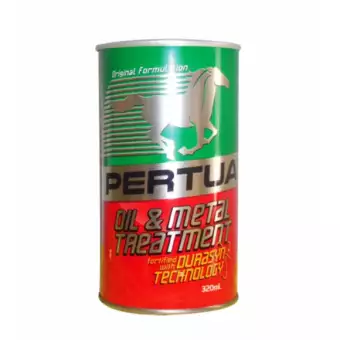 Original Formulation
PERTUA
OIL & METAL
TREATMENT
fortified
with DURASYN
TECHNOLOGY
320mL